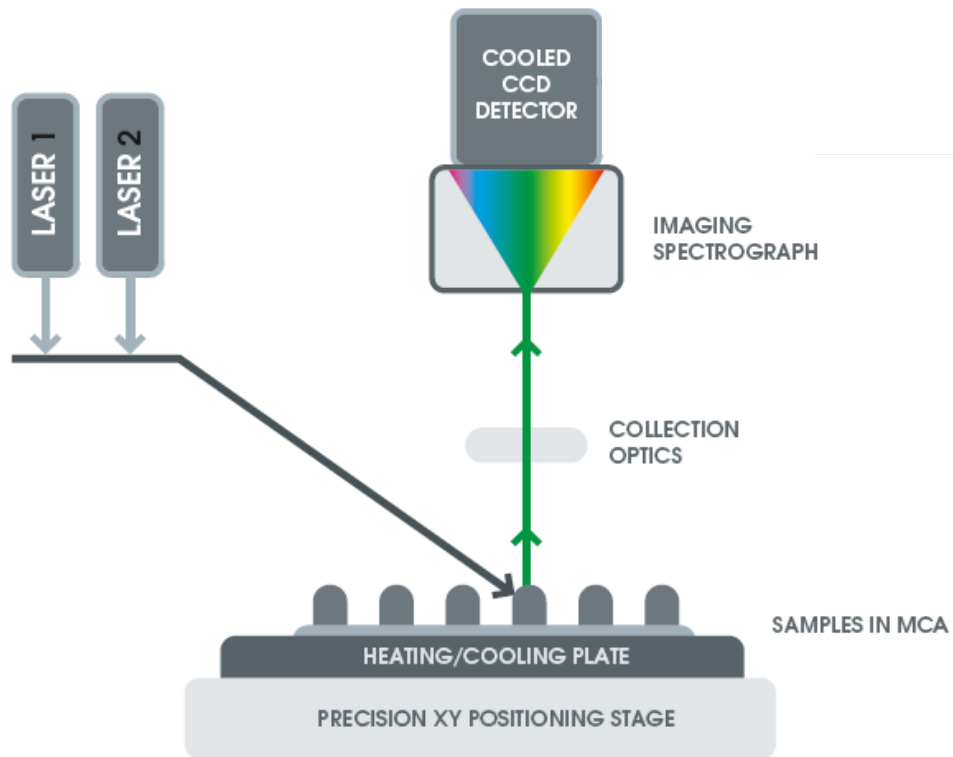 COOLED
CCD
DETECTOR
LASER 1
LASER 2
IMAGING
SPECTROGRAPH
COLLECTION
OPTICS
SAMPLES IN MCA
HEATING/COOLING PLATE
PRECISION XY POSITIONING STAGE